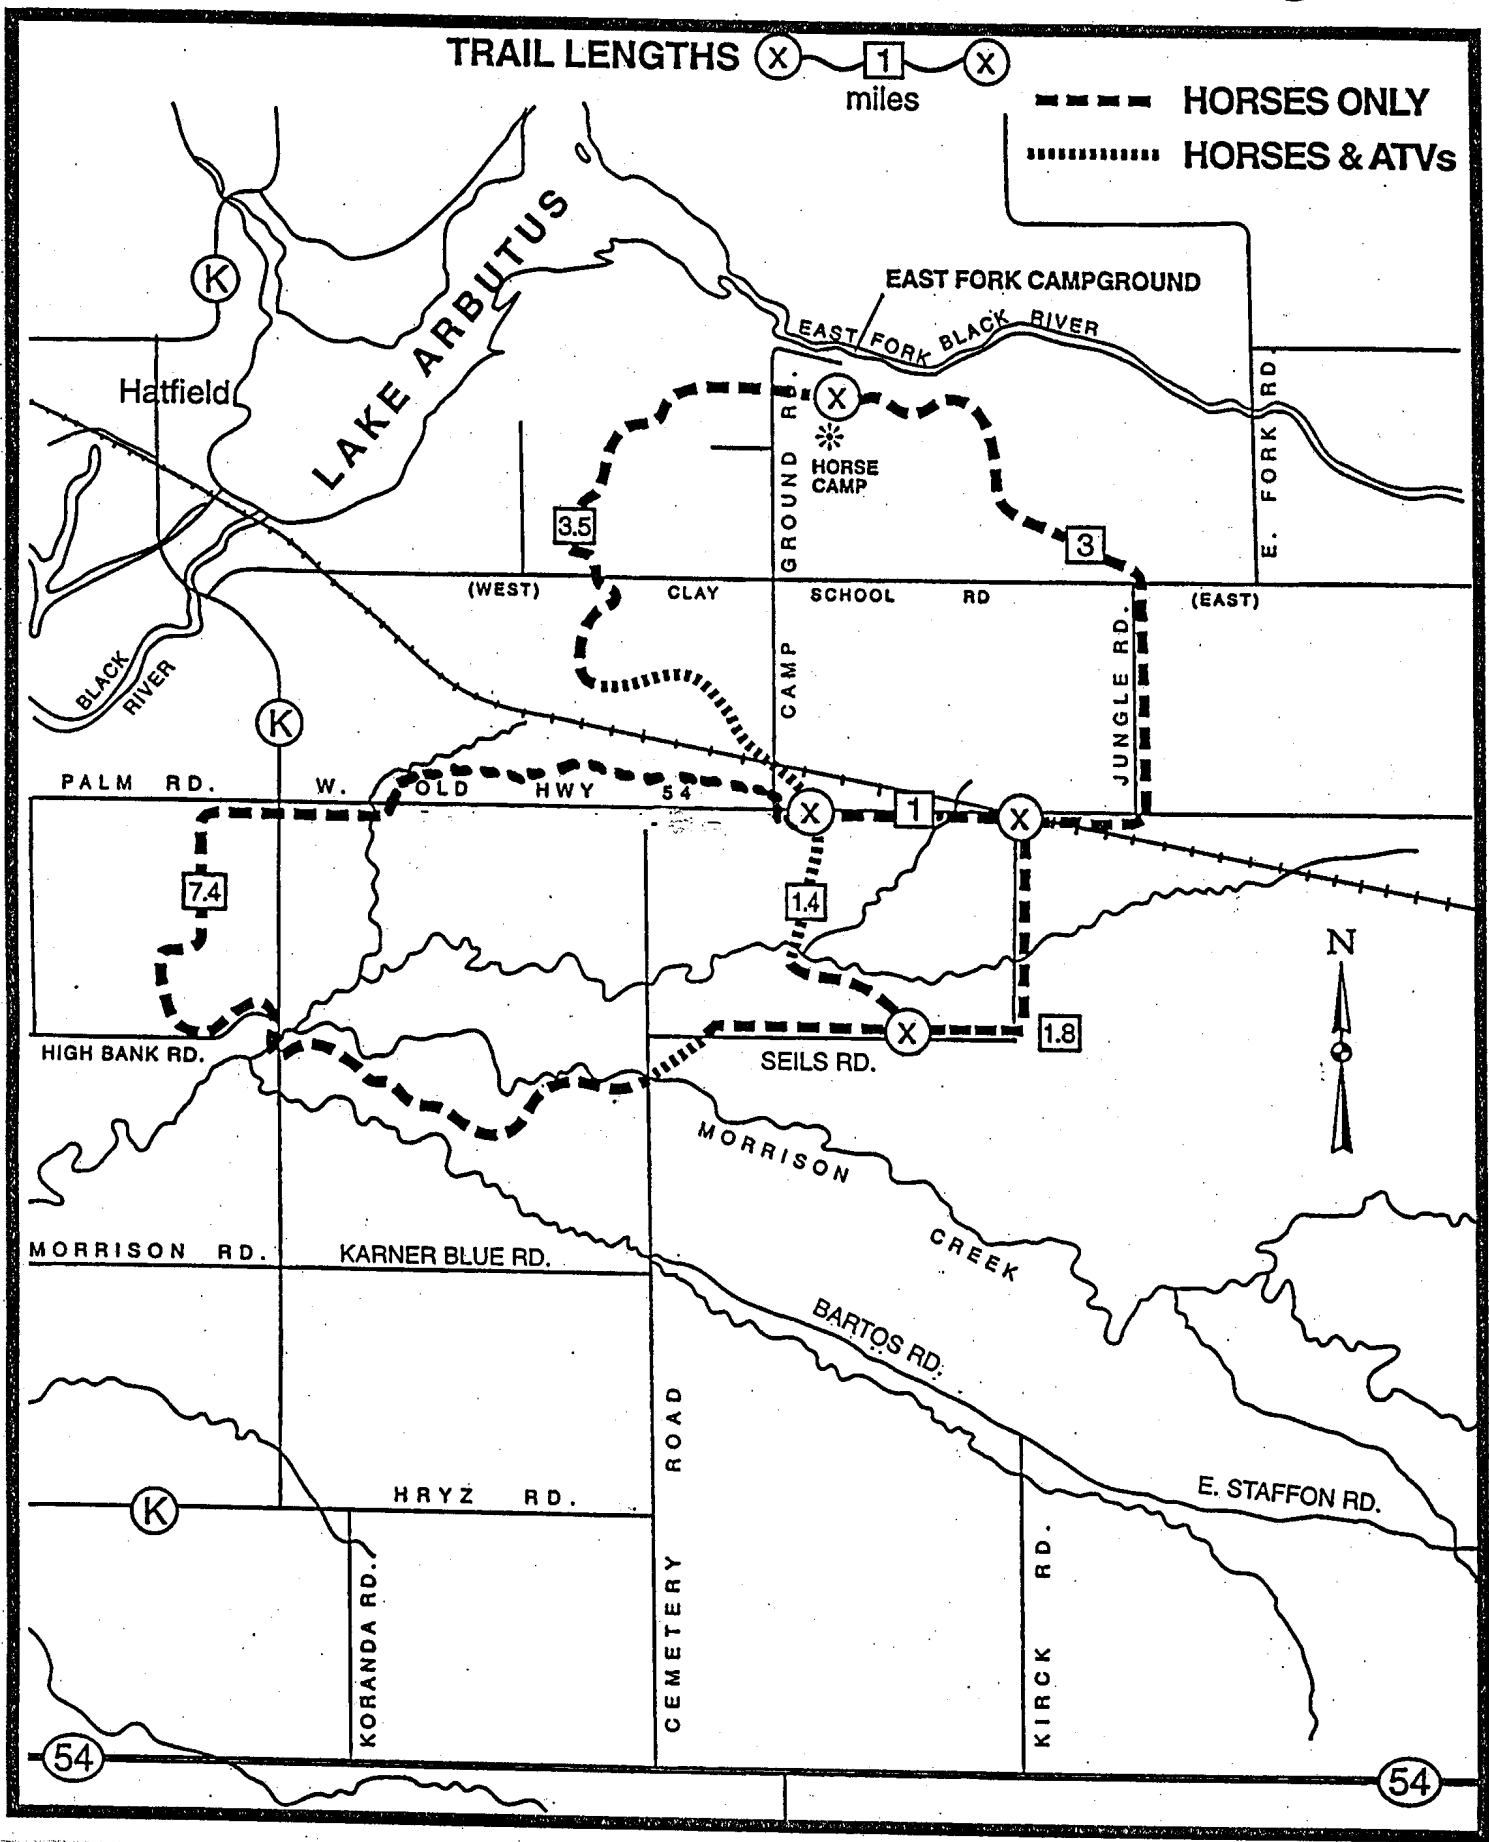 TRAIL LENGTHS X 1 X
miles
HORSES ONLY
HORSES & ATVs
LAKE ARBUTUS
K
EAST FORK CAMPGROUND
EAST FORK BLACK RIVER
Hatfield
X
HORSE
CAMP
CAMP GROUND RD.
E. FORK RD.
3.5
3
(WEST) CLAY SCHOOL RD (EAST)
JUNGLE RD.
BLACK
RIVER
K
PALM RD. W. OLD HWY 54
X 1 X
7.4
1.4
N
X
1.8
HIGH BANK RD.
SEILS RD.
MORRISON CREEK
MORRISON RD.
KARNER BLUE RD.
BARTOS RD.
CEMETERY ROAD
HRYZ RD.
K
E. STAFFON RD.
KORANDA RD.
KIRCK RD.
54
54